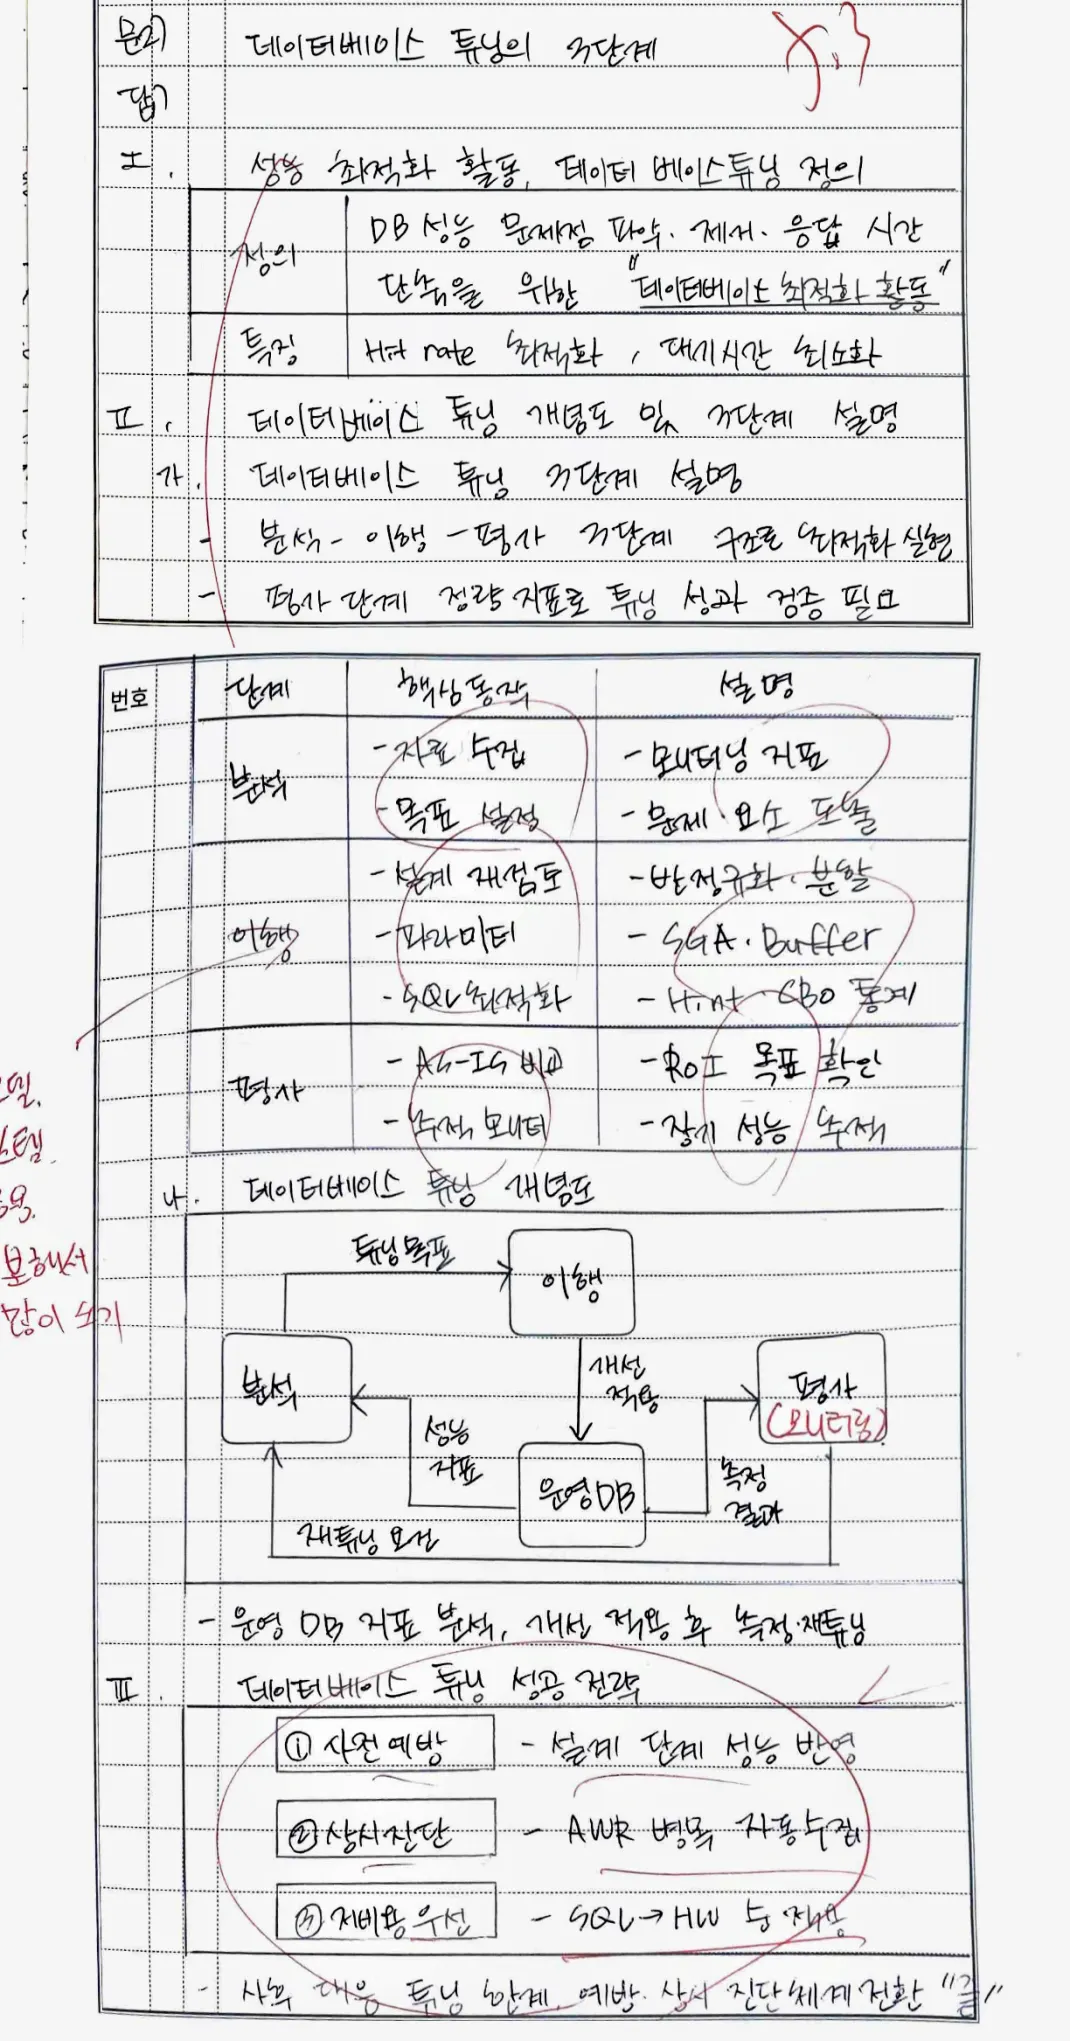 문 3) 데이터베이스 튜닝의 3단계
답)
I. 성능 최적화 활동, 데이터 베이스 튜닝 정의
정의
DB 성능 문제점 파악·제거·응답 시간
단축을 위한 "데이터베이스 최적화 활동"
특징
Hit rate 최적화, 대기시간 최소화
II. 데이터베이스 튜닝 개념도 및 3단계 설명
가. 데이터베이스 튜닝 3단계 설명
- 분석 - 이행 - 평가 3단계 구조로 최적화 실현
- 평가 단계 정량 지표로 튜닝 성과 검증 필요
번호
단계 핵심동작 설명
분석
- 자료 수집 - 모니터닝 지표
- 목표 설정 - 문제·요소 도출
이행
- 설계 재검토 - 반정규화·분할
- 파라미터 - SGA·Buffer
- SQL 최적화 - Hint·CBO 통계
평가
- AS-IS 비교 - ROI 목표 확인
- 추적 모니터 - 장기 성능 추적
본해서
많이 쓰기
나. 데이터베이스 튜닝 개념도
튜닝목표
이행
분석
개선
적용
평가
(모니터링)
성능
지표
운영DB
측정
결과
재튜닝 요건
- 운영 DB 지표 분석, 개선 적용 후 측정·재튜닝
III. 데이터베이스 튜닝 성공 전략
① 사전예방 - 설계 단계 성능 반영
② 상시진단 - AWR 병목 자동수집
③ 저비용 우선 - SQL→HW 순 적용
- 사후 대응 튜닝 한계, 예방·상시 진단체계 전환 "끝"